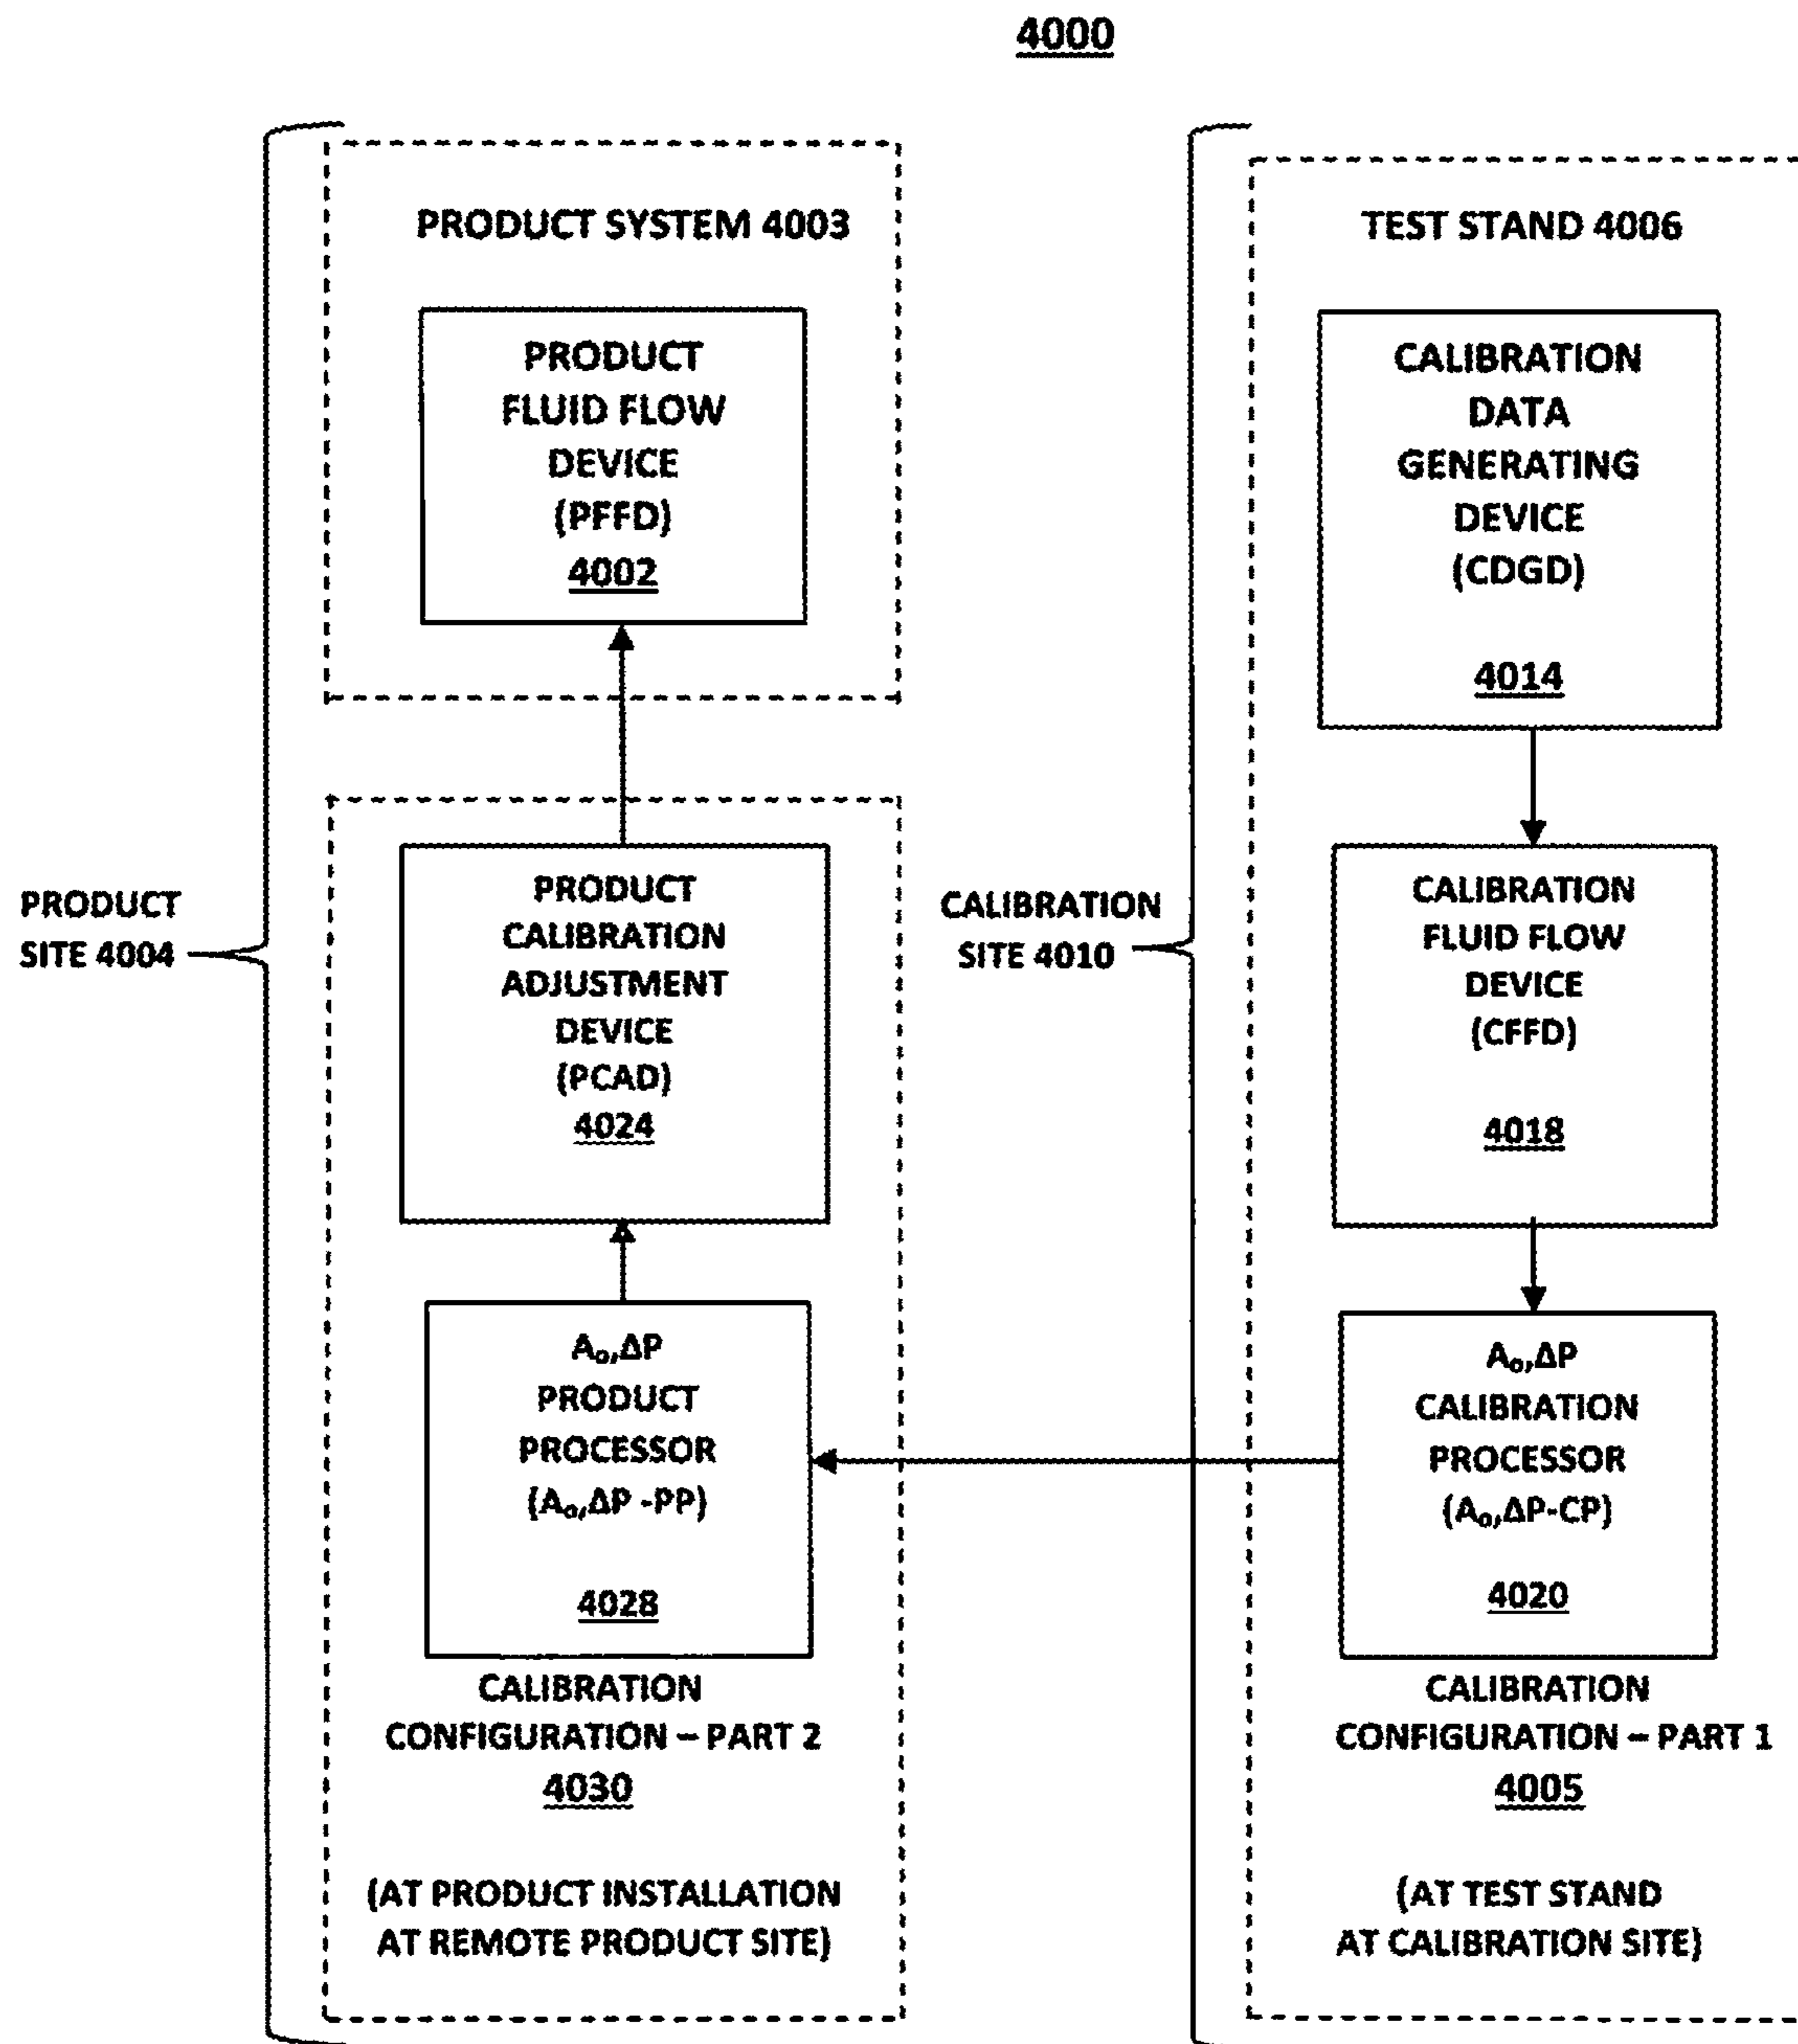 4000
PRODUCT SYSTEM 4003
PRODUCT
FLUID FLOW
DEVICE
(PFFD)
4002
PRODUCT
SITE 4004
PRODUCT
CALIBRATION
ADJUSTMENT
DEVICE
(PCAD)
4024
Aₒ,ΔP
PRODUCT
PROCESSOR
(Aₒ,ΔP -PP)
4028
CALIBRATION
CONFIGURATION – PART 2
4030
(AT PRODUCT INSTALLATION
AT REMOTE PRODUCT SITE)
CALIBRATION
SITE 4010
TEST STAND 4006
CALIBRATION
DATA
GENERATING
DEVICE
(CDGD)
4014
CALIBRATION
FLUID FLOW
DEVICE
(CFFD)
4018
Aₒ,ΔP
CALIBRATION
PROCESSOR
(Aₒ,ΔP-CP)
4020
CALIBRATION
CONFIGURATION – PART 1
4005
(AT TEST STAND
AT CALIBRATION SITE)